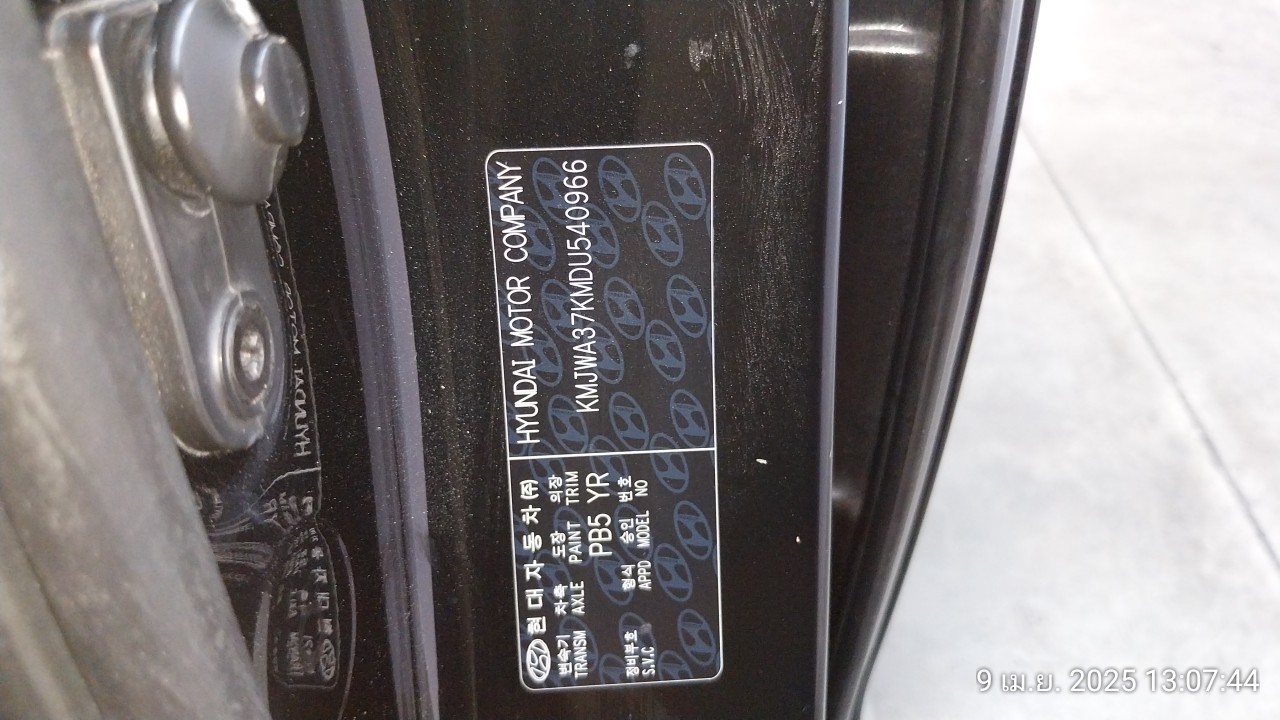 현대자동차(주) HYUNDAI MOTOR COMPANY
변속기 차축 도장 의장
TRANSM AXLE PAINT TRIM
PB5 YR
KMJWA37KMDU540966
정비부호 형식 승인 번호
S.V.C APPD MODEL NO
9 เม.ย. 2025 13:07:44